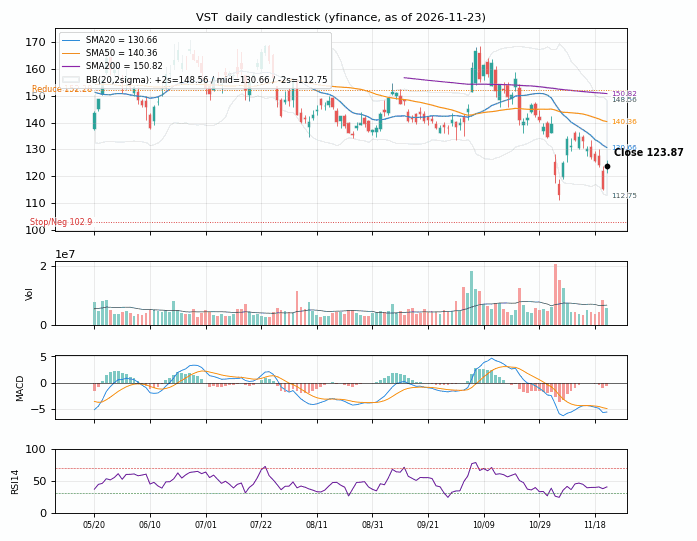 VST  daily candlestick (yfinance, as of 2026-11-23)
SMA20 = 130.66
SMA50 = 140.36
SMA200 = 150.82
BB(20,2sigma): +2s=148.56 / mid=130.66 / -2s=112.75
170
160
150
140
130
120
110
100
Reduce 152.28
150.82
148.56
140.36
130.66
Close 123.87
112.75
Stop/Neg 102.9
1e7
2
0
Vol
5
0
−5
MACD
100
50
0
RSI14
05/20 06/10 07/01 07/22 08/11 08/31 09/21 10/09 10/29 11/18